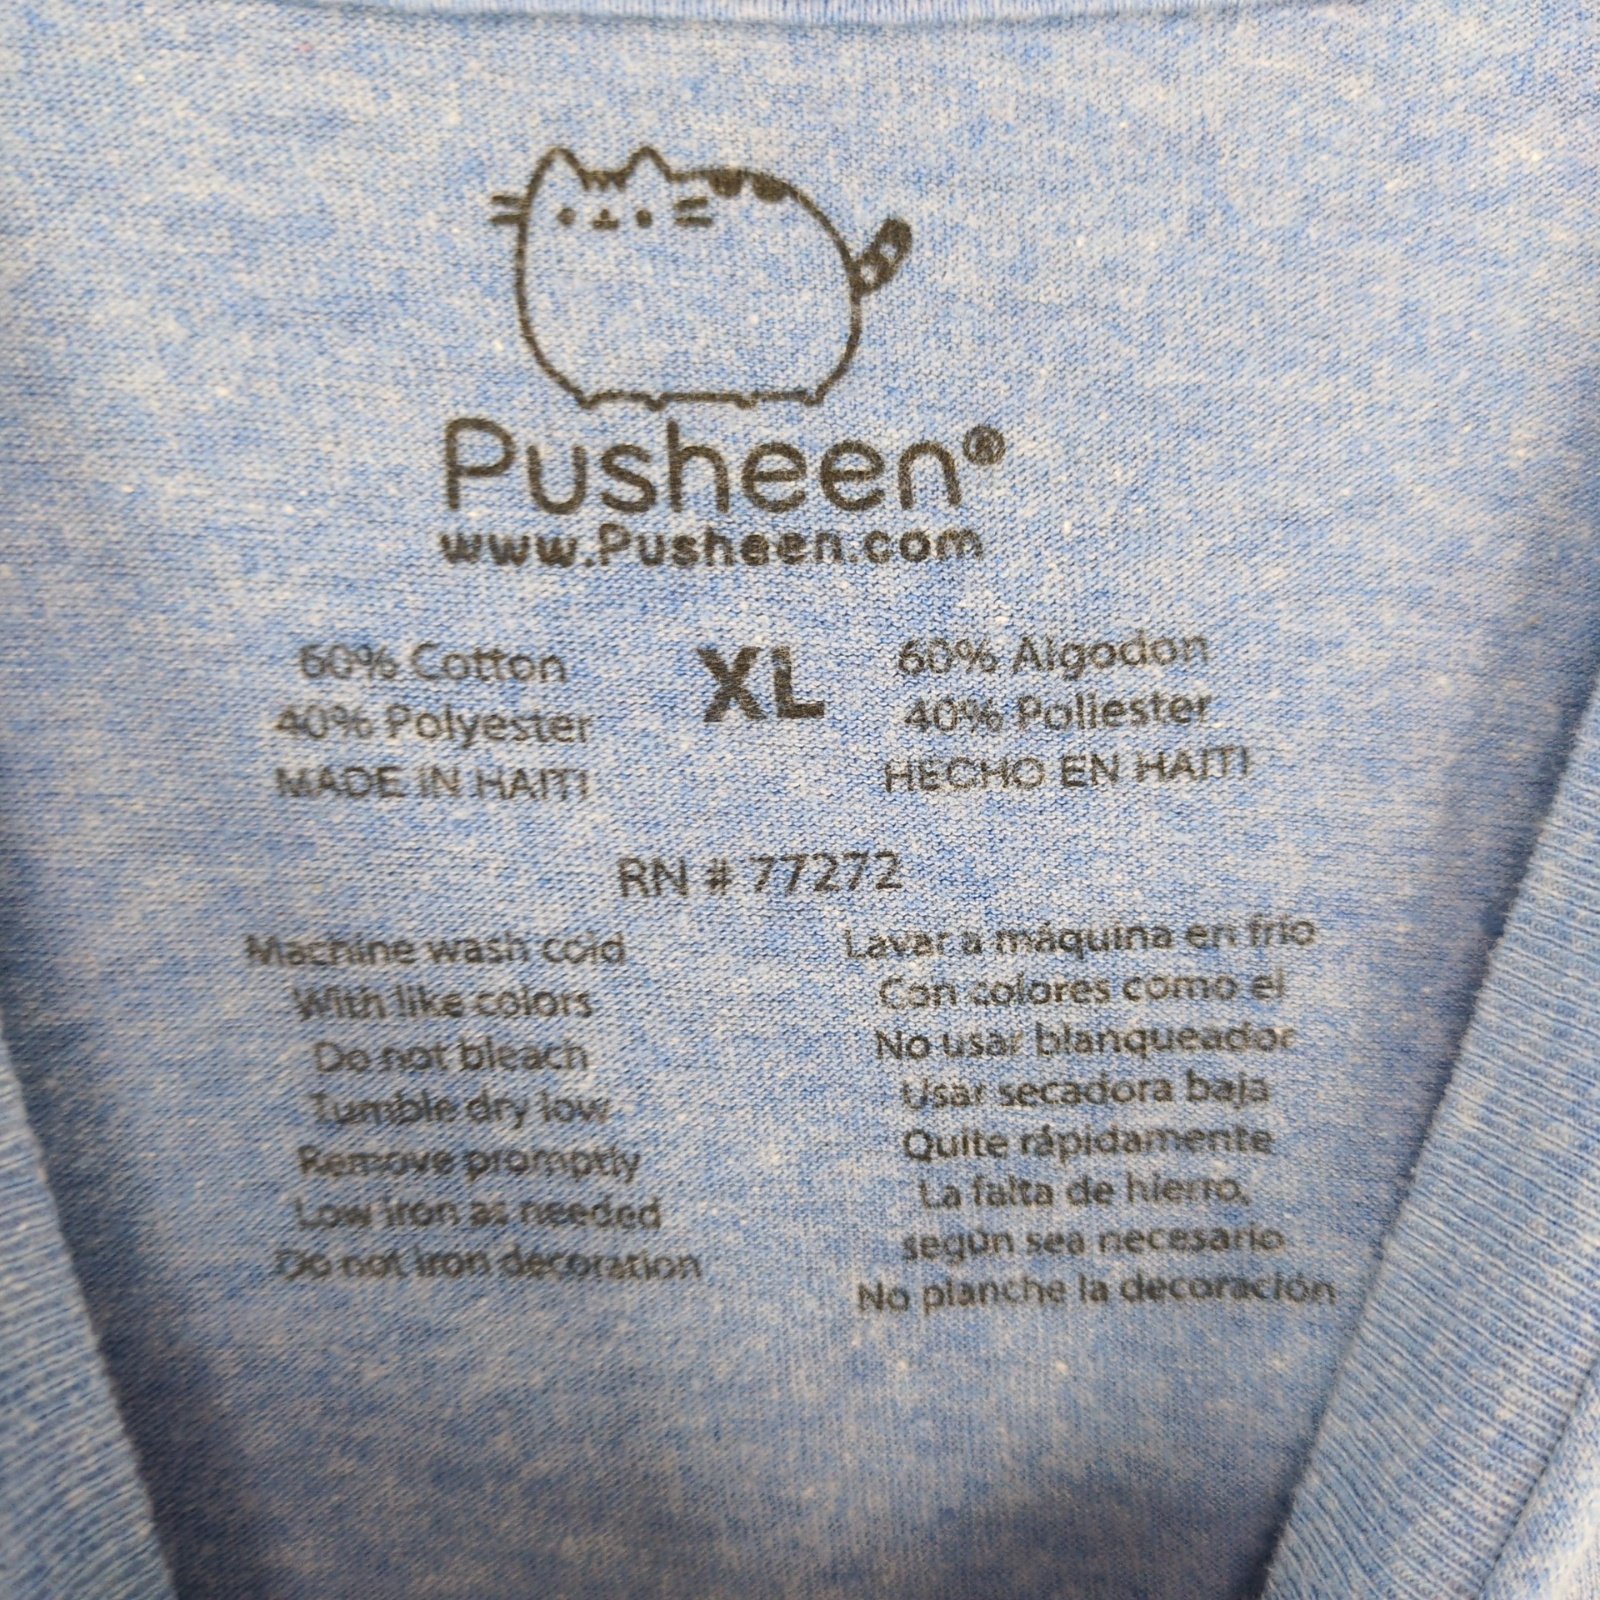 Pusheen®
www.Pusheen.com
60% Cotton
40% Polyester
MADE IN HAITI
XL
60% Algodon
40% Poliester
HECHO EN HAITI
RN # 77272
Machine wash cold
With like colors
Do not bleach
Tumble dry low
Remove promptly
Low iron as needed
Do not iron decoration
Lavar a máquina en frío
Con colores como el
No usar blanqueador
Usar secadora baja
Quite rápidamente
La falta de hierro,
según sea necesario
No planche la decoración